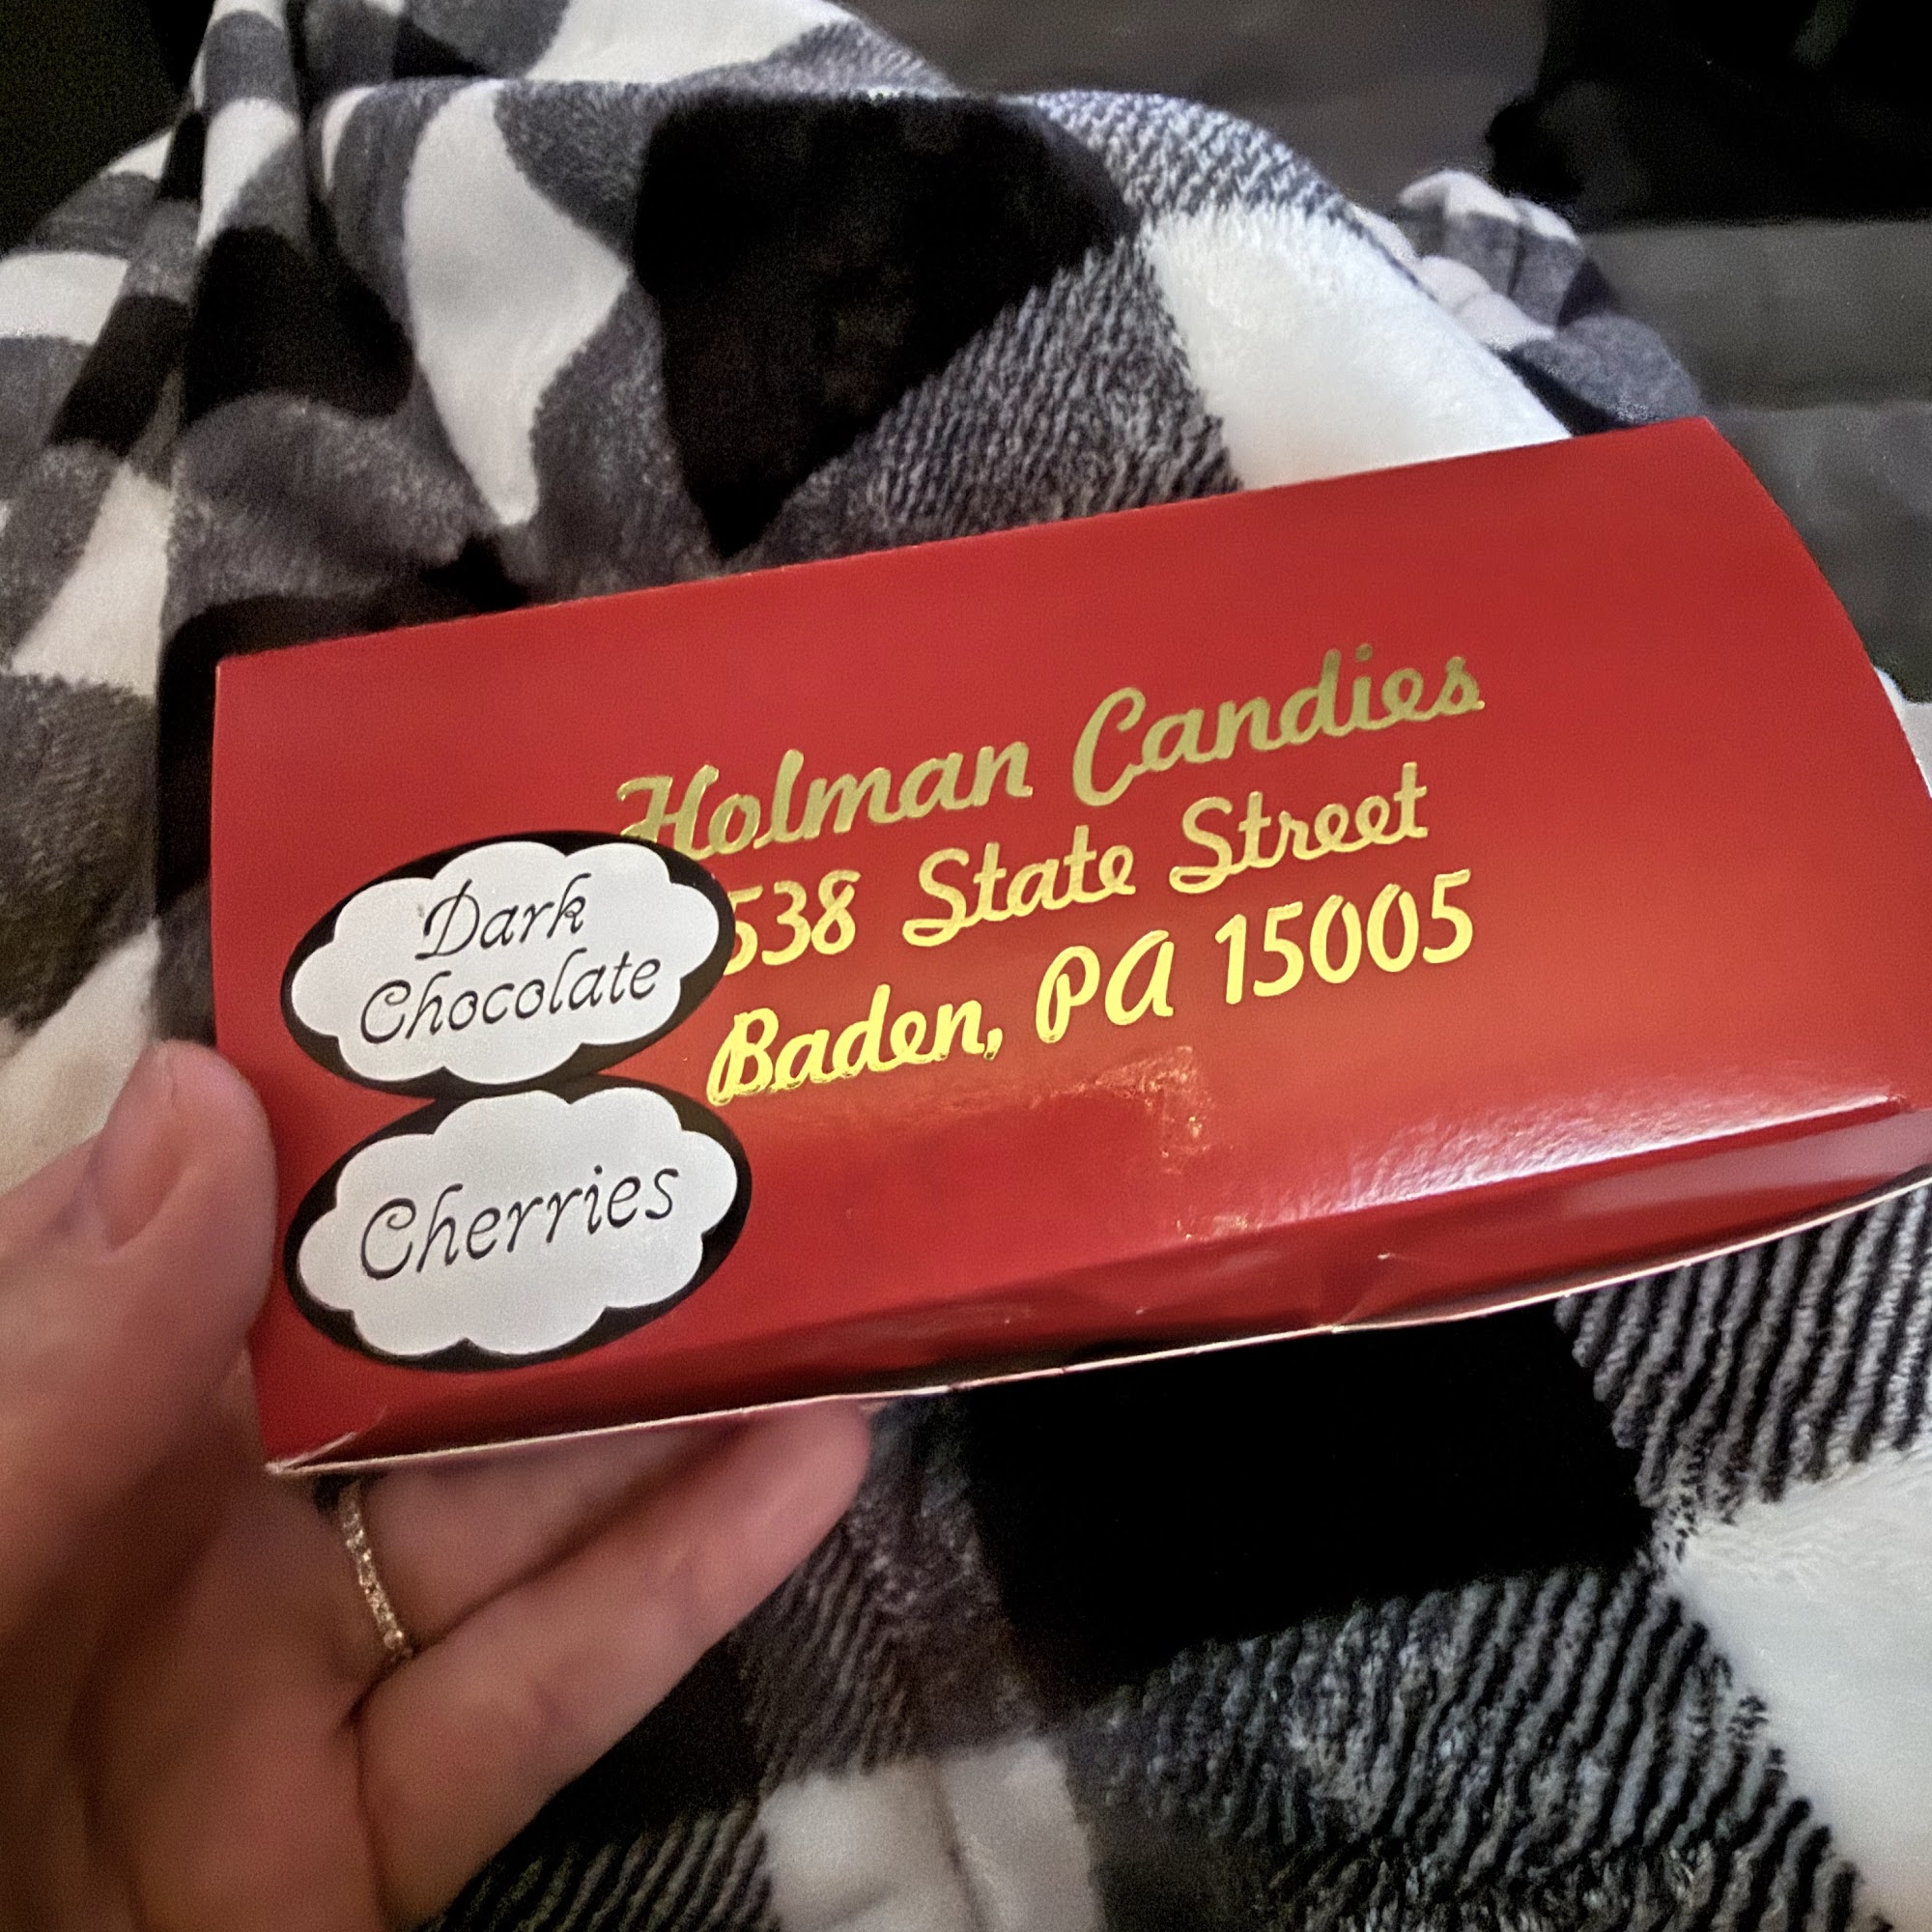 Holman Candies
538 State Street
Baden, PA 15005
Dark
Chocolate
Cherries